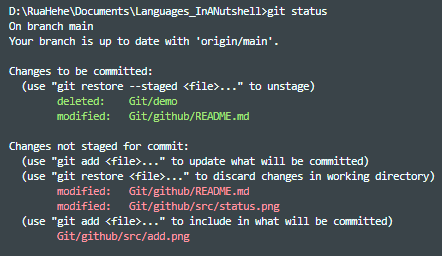 D:\RuaHehe\Documents\Languages_InANutshell>git status
On branch main
Your branch is up to date with 'origin/main'.
Changes to be committed:
(use "git restore --staged <file>..." to unstage)
deleted:    Git/demo
modified:   Git/github/README.md
Changes not staged for commit:
(use "git add <file>..." to update what will be committed)
(use "git restore <file>..." to discard changes in working directory)
modified:   Git/github/README.md
modified:   Git/github/src/status.png
(use "git add <file>..." to include in what will be committed)
Git/github/src/add.png